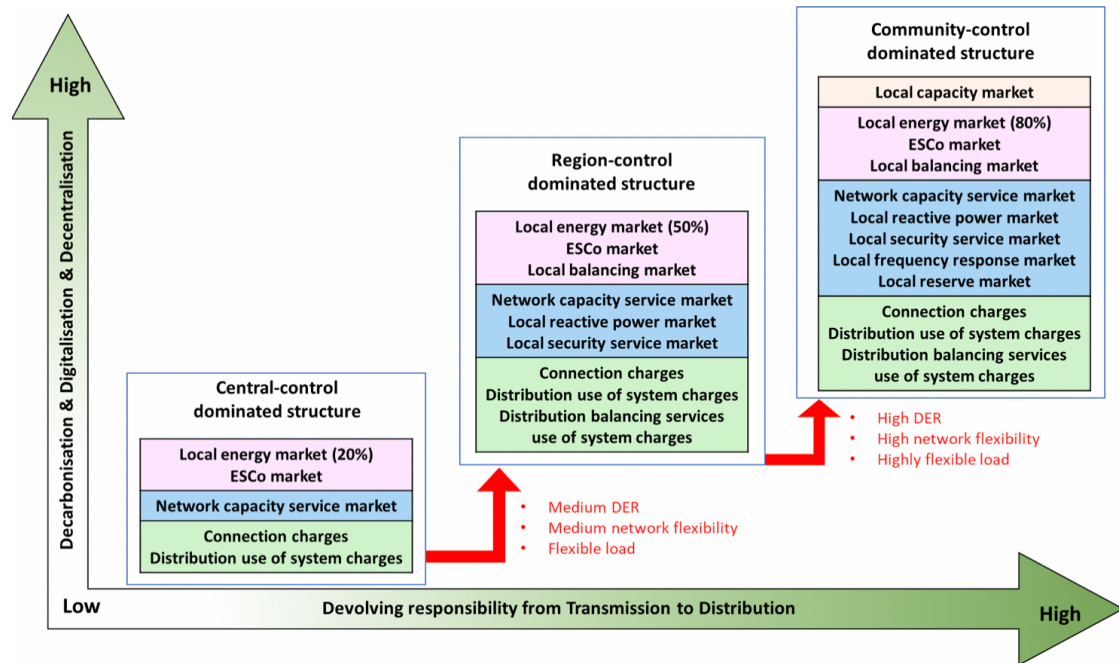 High
Decarbonisation & Digitalisation & Decentralisation
Central-control
dominated structure
Local energy market (20%)
ESCo market
Network capacity service market
Connection charges
Distribution use of system charges
Region-control
dominated structure
Local energy market (50%)
ESCo market
Local balancing market
Network capacity service market
Local reactive power market
Local security service market
Connection charges
Distribution use of system charges
Distribution balancing services
use of system charges
• Medium DER
• Medium network flexibility
• Flexible load
Community-control
dominated structure
Local capacity market
Local energy market (80%)
ESCo market
Local balancing market
Network capacity service market
Local reactive power market
Local security service market
Local frequency response market
Local reserve market
Connection charges
Distribution use of system charges
Distribution balancing services
use of system charges
• High DER
• High network flexibility
• Highly flexible load
Low
Devolving responsibility from Transmission to Distribution
High